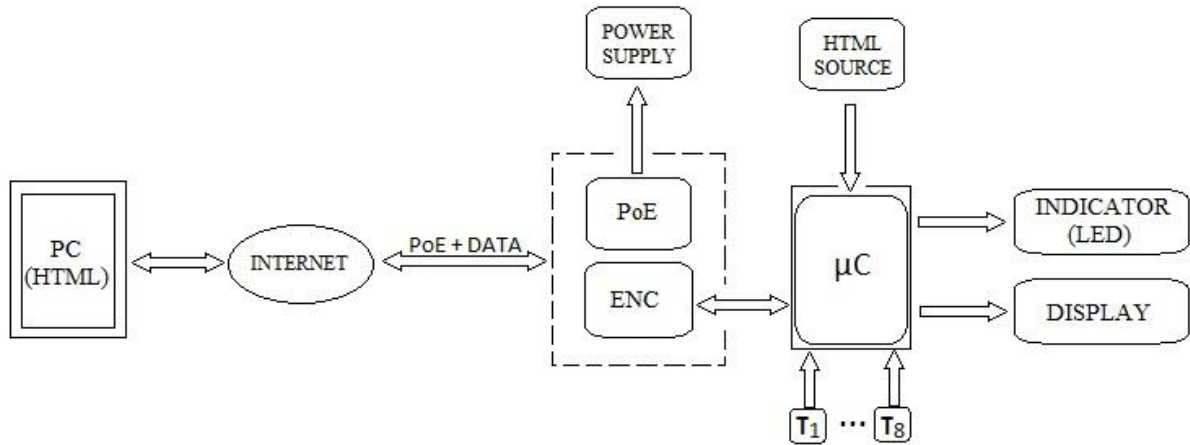 POWER
SUPPLY
HTML
SOURCE
PC
(HTML)
INTERNET
PoE + DATA
PoE
ENC
µC
INDICATOR
(LED)
DISPLAY
T1 ... T8